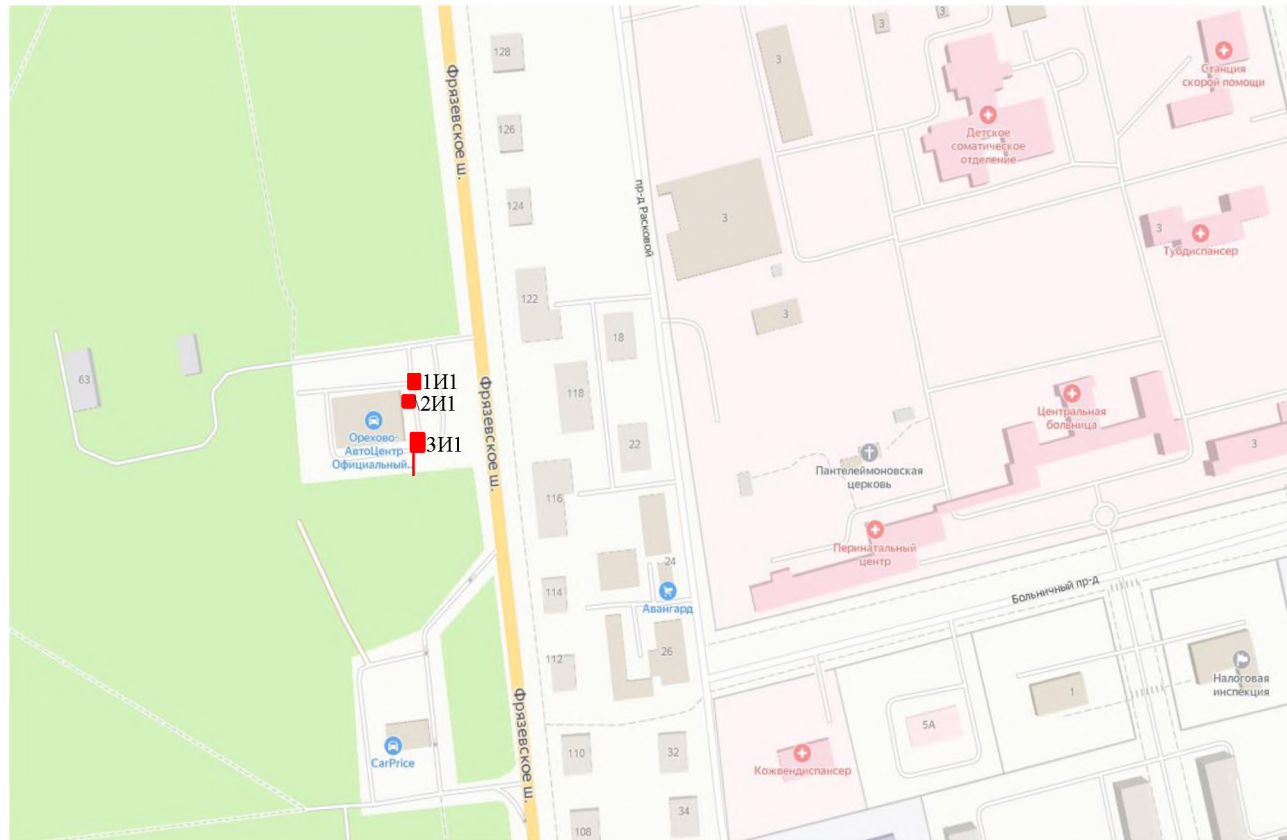 128
Фрязевское ш.
126
124
пр-д Расковой
122
18
118
22
116
24
114
Авангард
26
112
110
32
108
34
3
3
3
3
Детское
соматическое
отделение
Станция
скорой помощи
3
Тубдиспансер
3
63
1И1
2И1
3И1
Орехово-
АвтоЦентр
Официальный...
Фрязевское ш.
Центральная
больница
3
Пантелеймоновская
церковь
Перинатальный
центр
Больничный пр-д
Фрязевское ш.
CarPrice
Кожвендиспансер
5А
1
Налоговая
инспекция